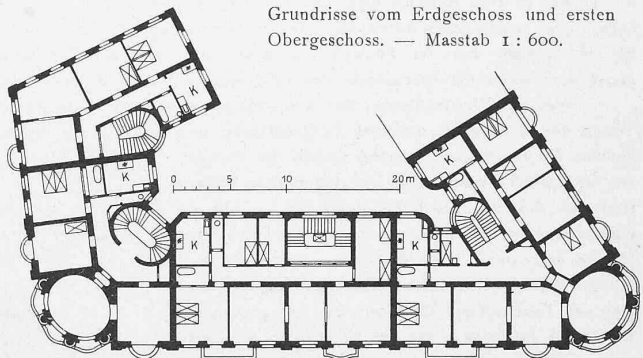 Grundrisse vom Erdgeschoss und ersten
Obergeschoss. — Masstab 1 : 600.
K
K
K
0 5 10 20 m
K
K